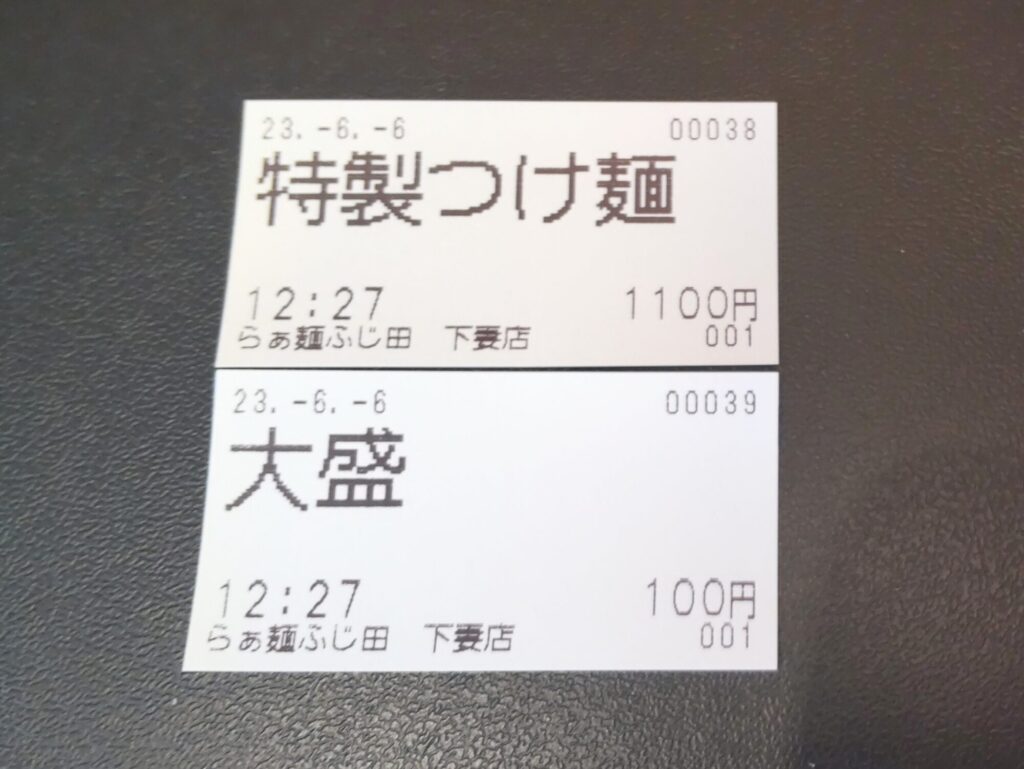 23.-6.-6 00038
特製つけ麺
12:27 1100円
らぁ麺ふじ田 下妻店 001
23.-6.-6 00039
大盛
12:27 100円
らぁ麺ふじ田 下妻店 001